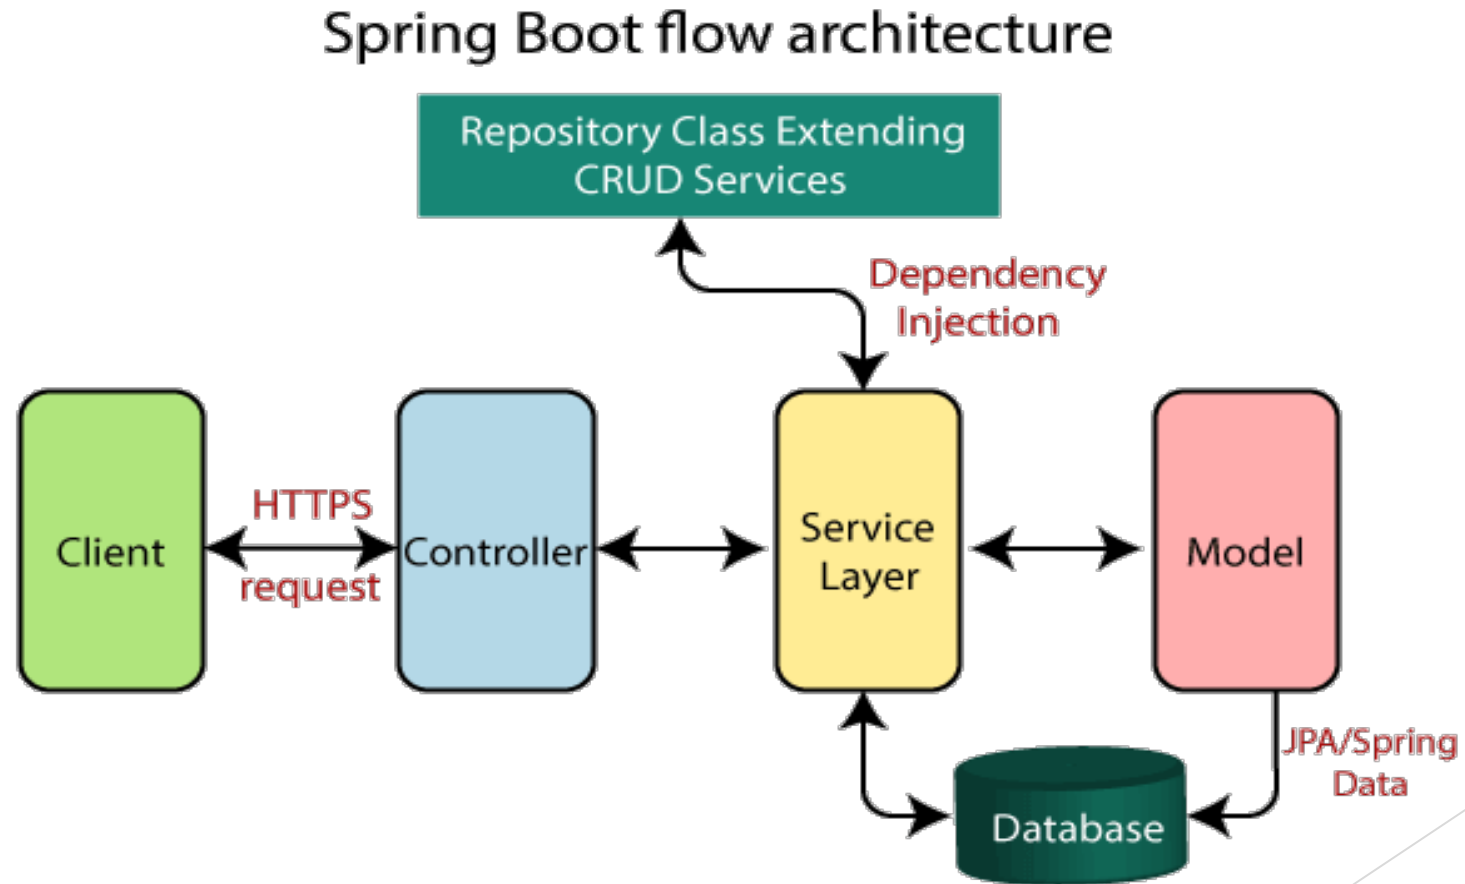 Spring Boot flow architecture
Repository Class Extending
CRUD Services
Dependency
Injection
Client
HTTPS
request
Controller
Service
Layer
Model
JPA/Spring
Data
Database